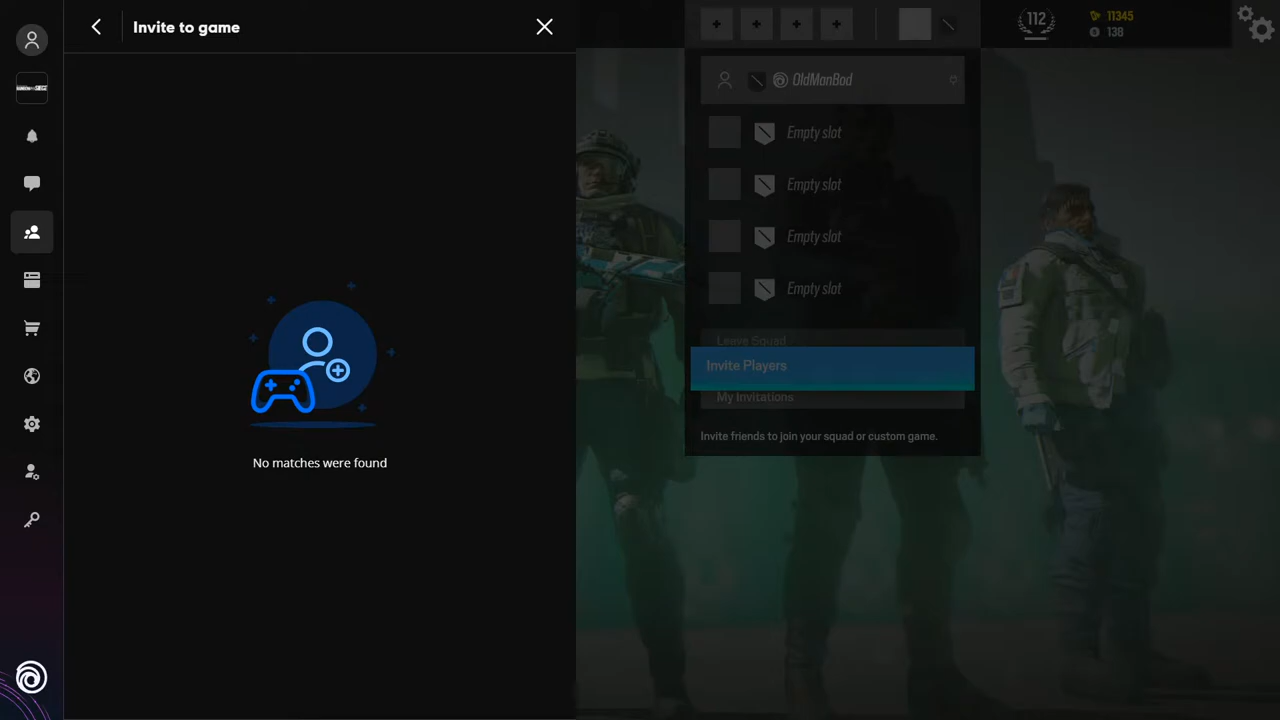 Invite to game
No matches were found
112
11345
138
OldManBod
Empty slot
Empty slot
Empty slot
Empty slot
Leave Squad
Invite Players
My Invitations
Invite friends to join your squad or custom game.